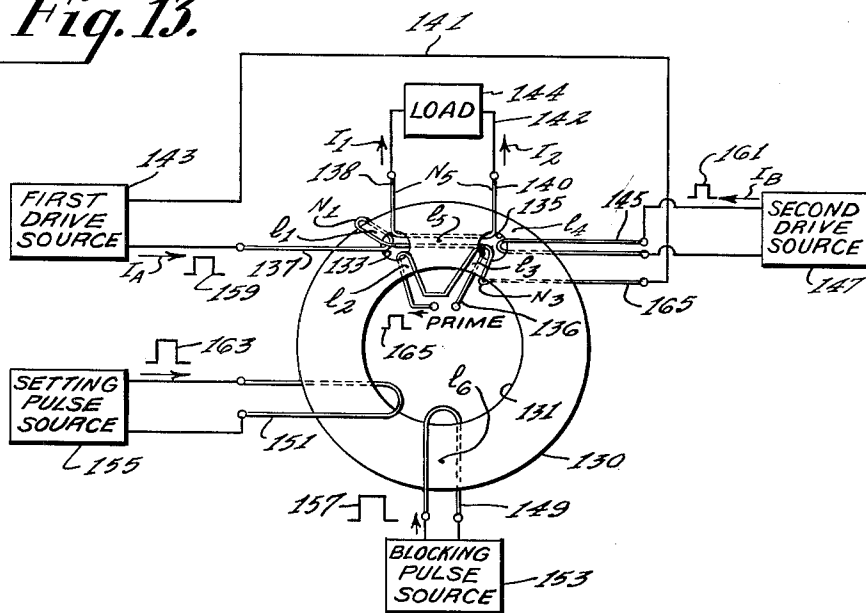 Fig. 13.
141
LOAD
144
142
I1
I2
143
138
N5
140
161
IB
FIRST
DRIVE
SOURCE
N1
l1
l5
135
l4
145
SECOND
DRIVE
SOURCE
147
IA
137
133
l3
159
l2
136
N3
165
PRIME
165
163
SETTING
PULSE
SOURCE
155
151
l6
131
130
157
149
BLOCKING
PULSE
SOURCE
153